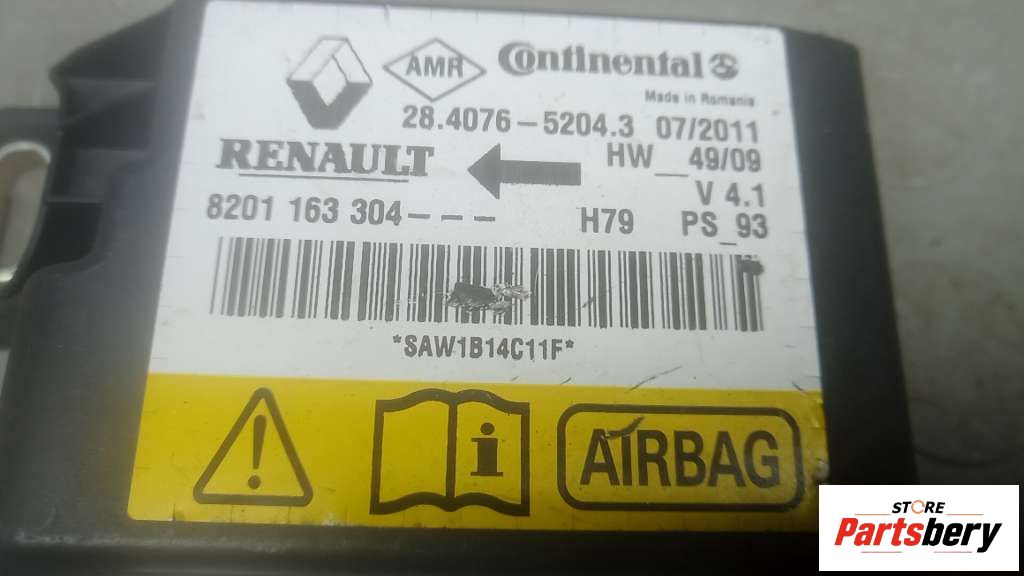 AMR Continental
Made in Romania
28.4076-5204.3 07/2011
RENAULT HW__49/09
V 4.1
8201 163 304--- H79 PS_93
*SAW1B14C11F*
! i AIRBAG
STORE
Partsbery